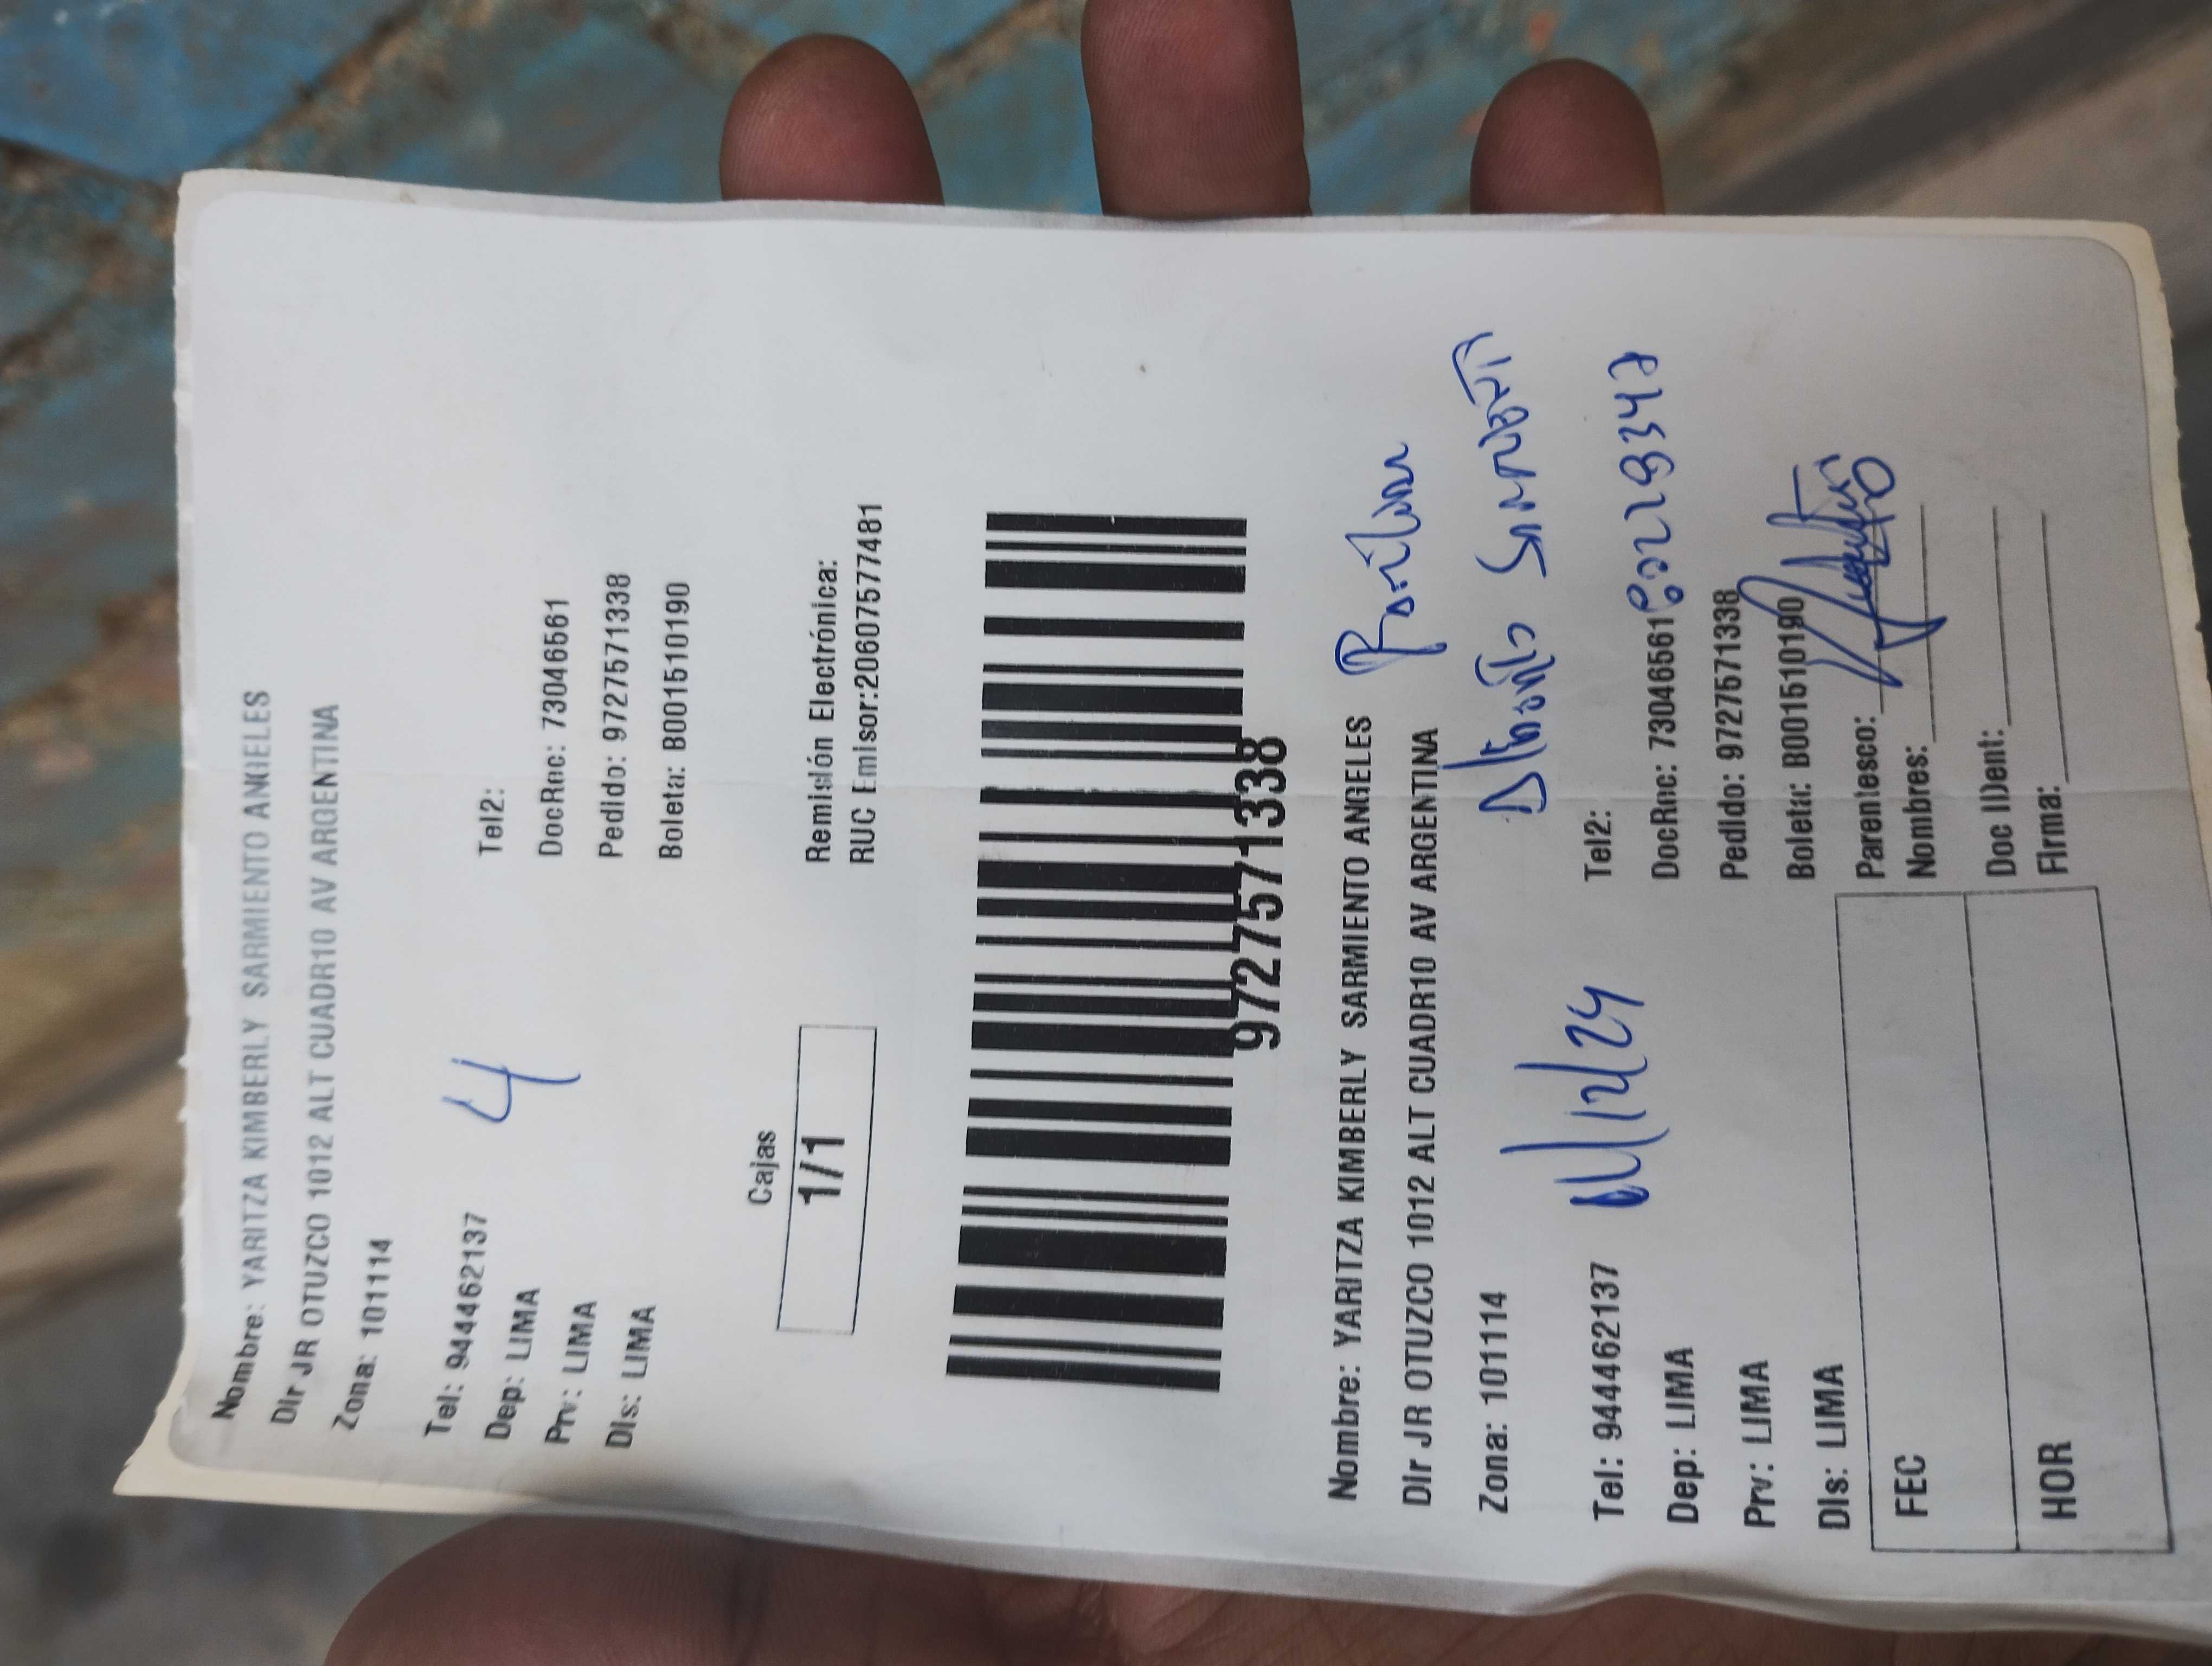 Nombre: YARITZA KIMBERLY SARMIENTO ANGELES
Dir JR OTUZCO 1012 ALT CUADR10 AV ARGENTINA
Zona: 101114
4
Tel: 944462137 Tel2:
Dep: LIMA DocRec: 73046561
Prv: LIMA Pedido: 9727571338
Dis: LIMA Boleta: B001510190
Cajas
1/1
Remisión Electrónica:
RUC Emisor:20607577481
9727571338
Nombre: YARITZA KIMBERLY SARMIENTO ANGELES
Dir JR OTUZCO 1012 ALT CUADR10 AV ARGENTINA
Zona: 101114
Tel: 944462137 Tel2:
Dep: LIMA DocRec: 73046561
Prv: LIMA Pedido: 9727571338
Dis: LIMA Boleta: B001510190
FEC Parentesco:
Nombres:
HOR Doc IDent:
Firma: